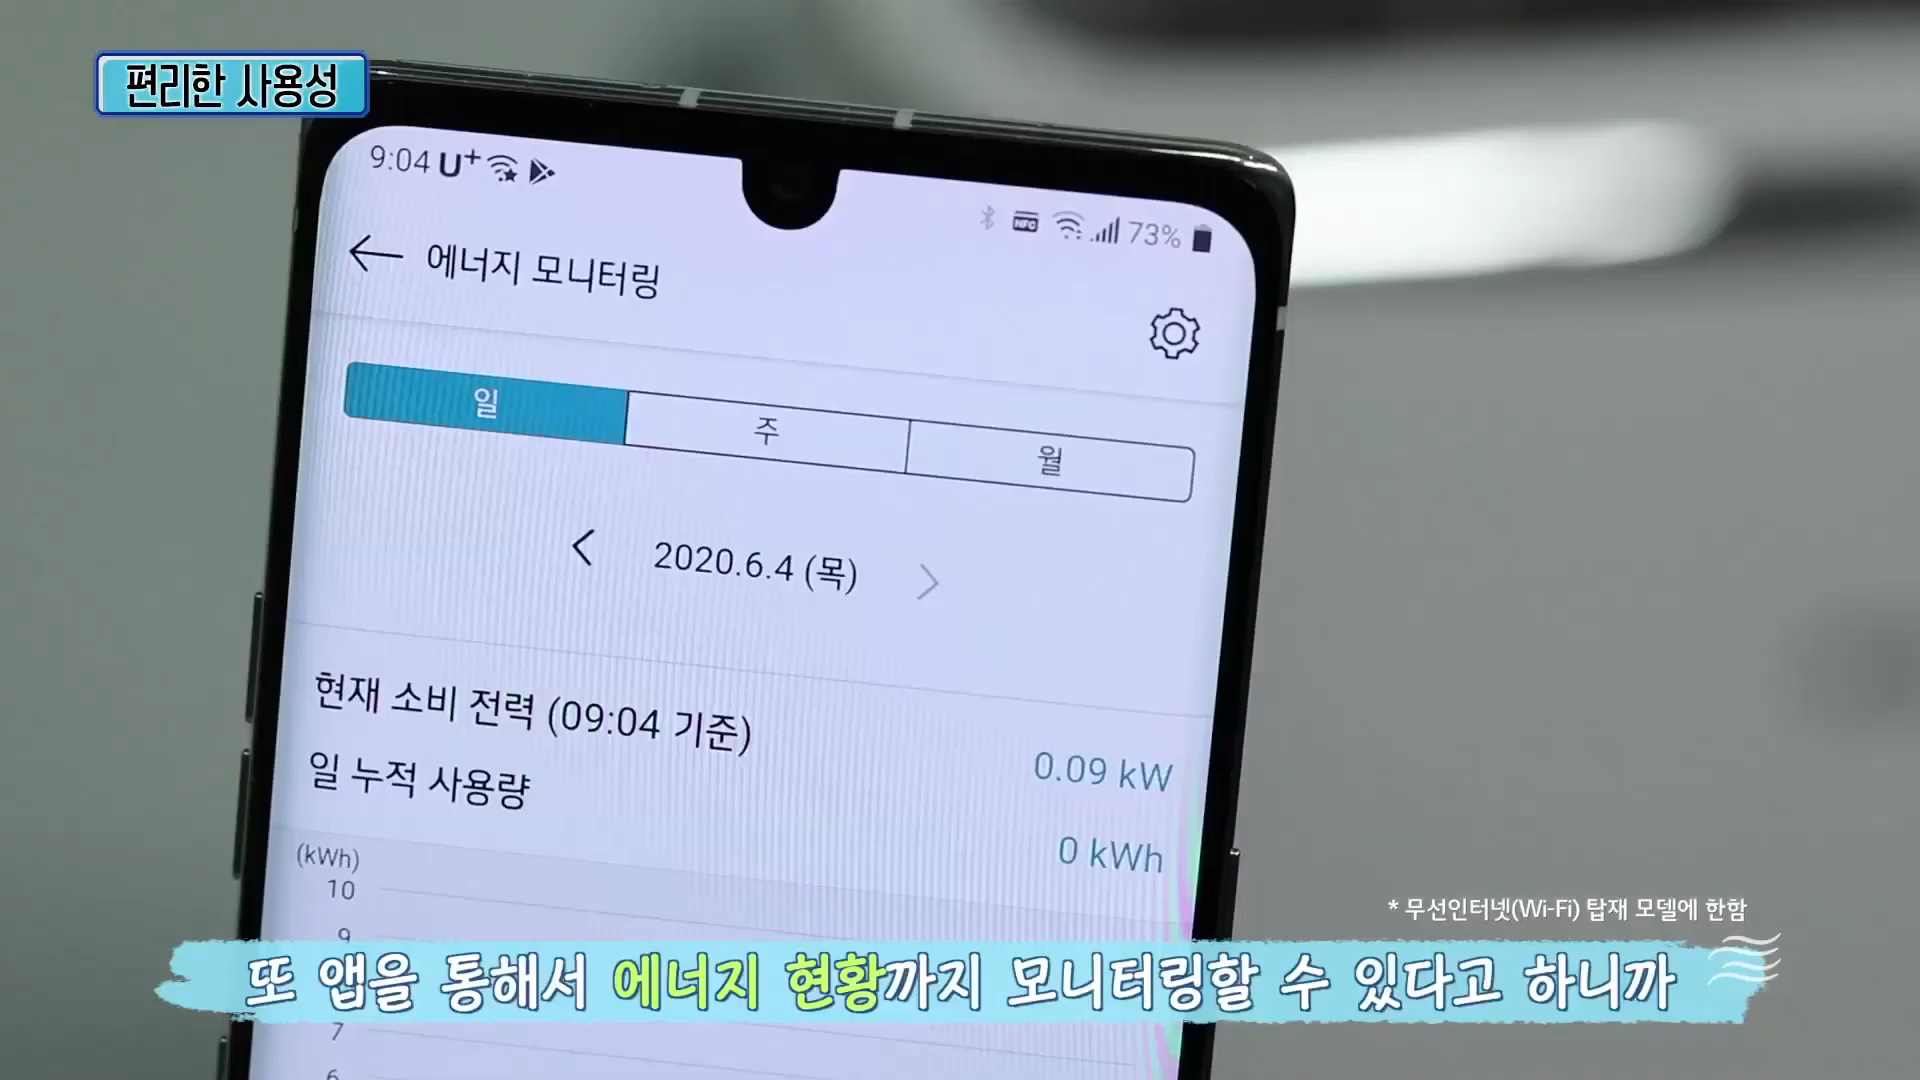 편리한 사용성
9:04 U+
NFC 73%
에너지 모니터링
일 주 월
2020.6.4 (목)
현재 소비 전력 (09:04 기준)
0.09 kW
일 누적 사용량
0 kWh
(kWh)
10
9
* 무선인터넷(Wi-Fi) 탑재 모델에 한함
또 앱을 통해서 에너지 현황까지 모니터링할 수 있다고 하니까
7
6